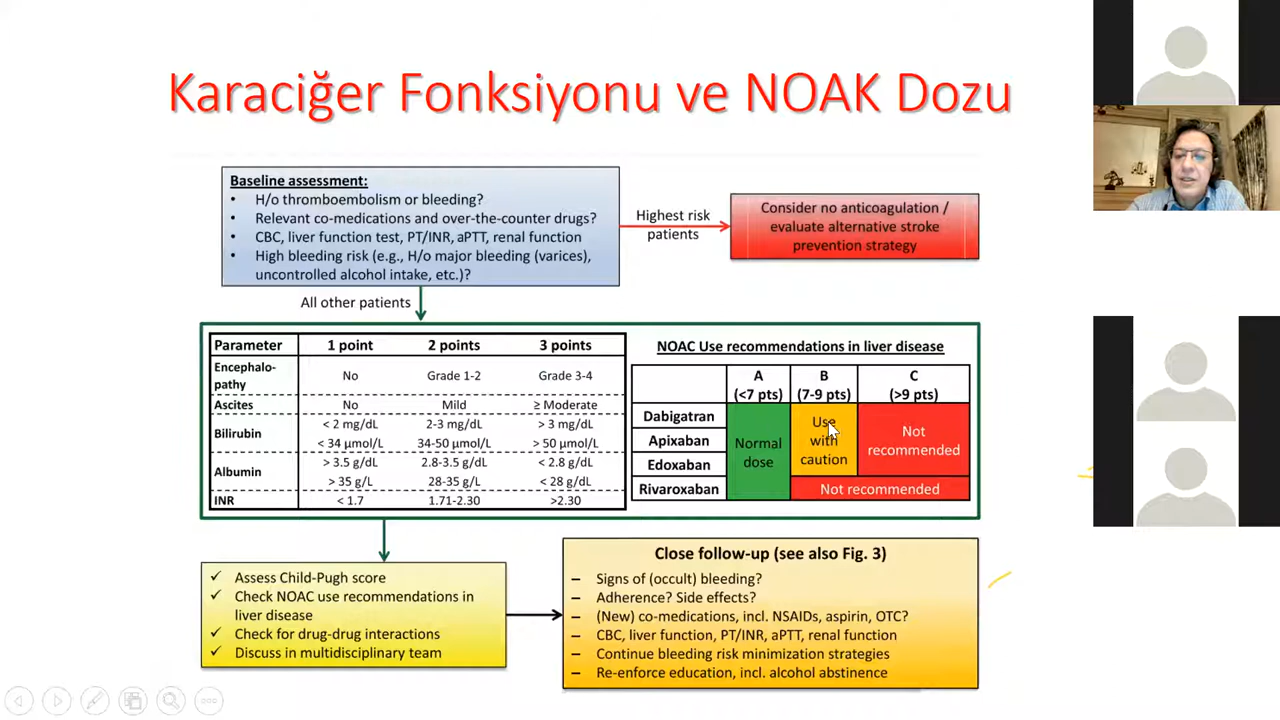 Karaciğer Fonksiyonu ve NOAK Dozu
Baseline assessment:
• H/o thromboembolism or bleeding?
• Relevant co-medications and over-the-counter drugs?
• CBC, liver function test, PT/INR, aPTT, renal function
• High bleeding risk (e.g., H/o major bleeding (varices),
uncontrolled alcohol intake, etc.)?
Highest risk
patients
Consider no anticoagulation /
evaluate alternative stroke
prevention strategy
All other patients
Parameter 1 point 2 points 3 points
Encephalo-
pathy No Grade 1-2 Grade 3-4
Ascites No Mild ≥ Moderate
Bilirubin < 2 mg/dL 2-3 mg/dL > 3 mg/dL
< 34 µmol/L 34-50 µmol/L > 50 µmol/L
Albumin > 3.5 g/dL 2.8-3.5 g/dL < 2.8 g/dL
> 35 g/L 28-35 g/L < 28 g/dL
INR < 1.7 1.71-2.30 >2.30
NOAC Use recommendations in liver disease
A B C
(<7 pts) (7-9 pts) (>9 pts)
Dabigatran
Apixaban
Edoxaban
Rivaroxaban
Normal
dose
Use
with
caution
Not
recommended
Not recommended
✓ Assess Child-Pugh score
✓ Check NOAC use recommendations in
liver disease
✓ Check for drug-drug interactions
✓ Discuss in multidisciplinary team
Close follow-up (see also Fig. 3)
– Signs of (occult) bleeding?
– Adherence? Side effects?
– (New) co-medications, incl. NSAIDs, aspirin, OTC?
– CBC, liver function, PT/INR, aPTT, renal function
– Continue bleeding risk minimization strategies
– Re-enforce education, incl. alcohol abstinence